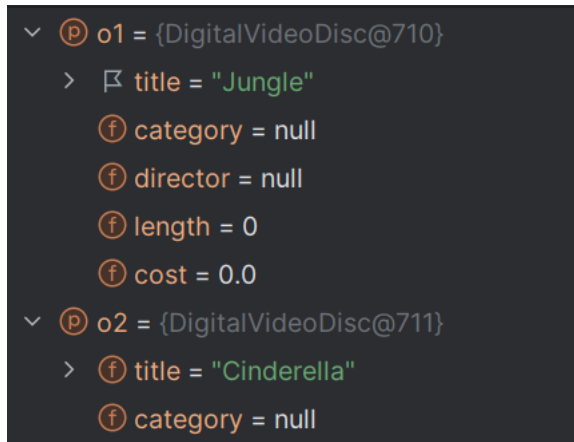 p o1 = {DigitalVideoDisc@710}
title = "Jungle"
f category = null
f director = null
f length = 0
f cost = 0.0
p o2 = {DigitalVideoDisc@711}
f title = "Cinderella"
f category = null